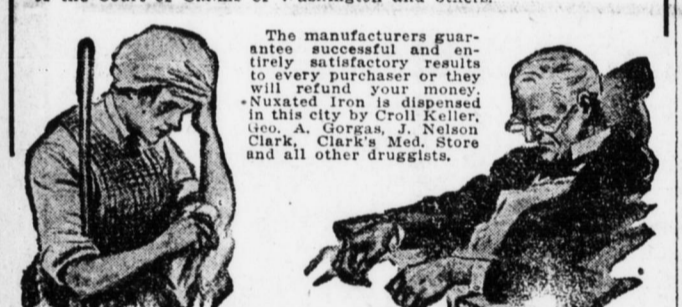 The manufacturers guar-
antee successful and en-
tirely satisfactory results
to every purchaser or they
will refund your money.
Nuxated Iron is dispensed
in this city by Croll Keller,
Geo. A. Gorgas, J. Nelson
Clark, Clark's Med. Store
and all other druggists.